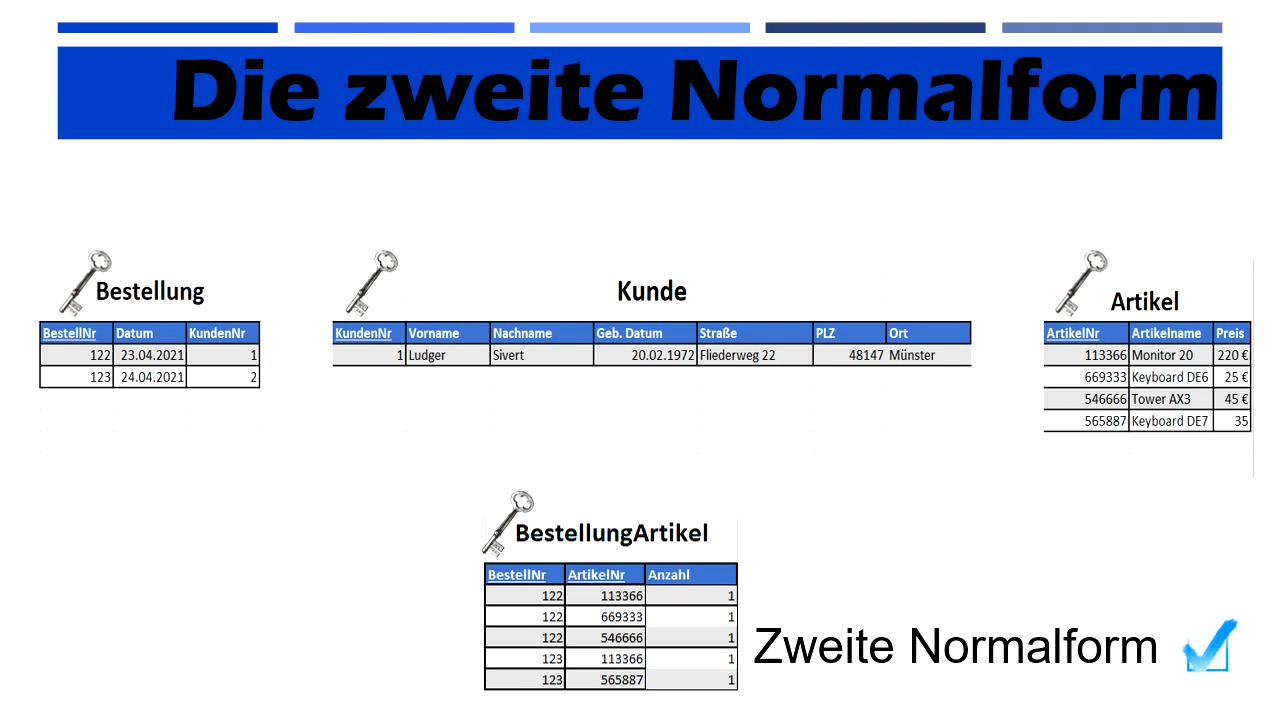 Die zweite Normalform
Bestellung
BestellNr Datum KundenNr
122 23.04.2021 1
123 24.04.2021 2
Kunde
KundenNr Vorname Nachname Geb. Datum Straße PLZ Ort
1 Ludger Sivert 20.02.1972 Fliederweg 22 48147 Münster
Artikel
ArtikelNr Artikelname Preis
113366 Monitor 20 220 €
669333 Keyboard DE6 25 €
546666 Tower AX3 45 €
565887 Keyboard DE7 35
BestellungArtikel
BestellNr ArtikelNr Anzahl
122 113366 1
122 669333 1
122 546666 1
123 113366 1
123 565887 1
Zweite Normalform